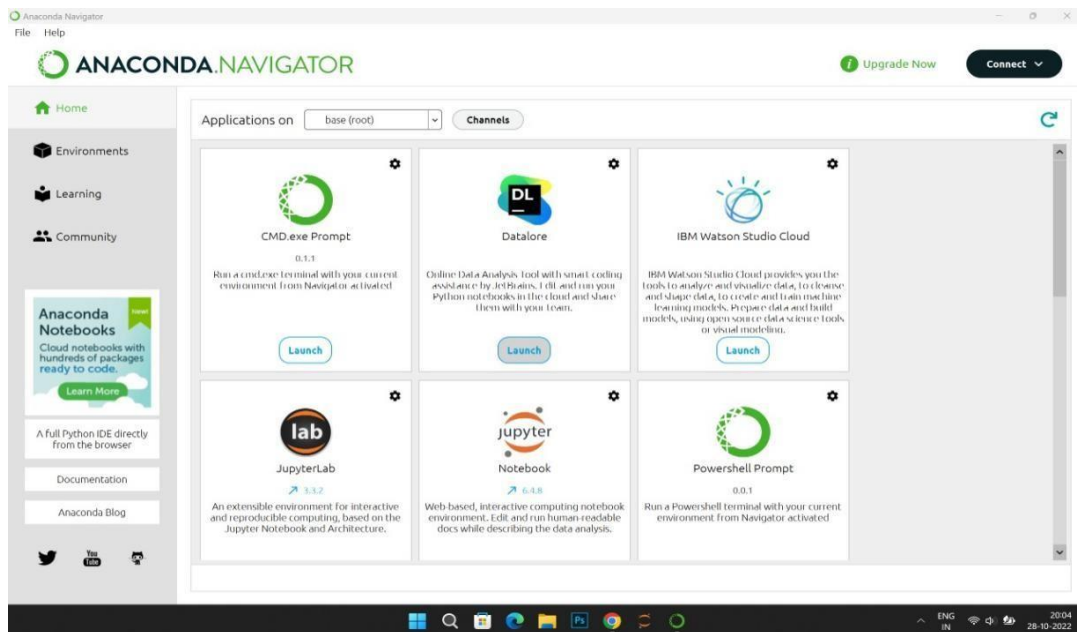 Anaconda Navigator
File Help
ANACONDA.NAVIGATOR
Upgrade Now
Connect
Home
Environments
Learning
Community
Anaconda
Notebooks
New!
Cloud notebooks with
hundreds of packages
ready to code.
Learn More
A full Python IDE directly
from the browser
Documentation
Anaconda Blog
You
Tube
Applications on base (root) Channels
CMD.exe Prompt
0.1.1
Run a cmd.exe terminal with your current
environment from Navigator activated
Launch
DL
Datalore
Online Data Analysis Tool with smart coding
assistance by JetBrains. Edit and run your
Python notebooks in the cloud and share
them with your team.
Launch
IBM Watson Studio Cloud
IBM Watson Studio Cloud provides you the
tools to analyze and visualize data, to cleanse
and shape data, to create and train machine
learning models. Prepare data and build
models, using open source data science tools
or visual modeling.
Launch
lab
JupyterLab
3.3.2
An extensible environment for interactive
and reproducible computing, based on the
Jupyter Notebook and Architecture.
jupyter
Notebook
6.4.8
Web-based, interactive computing notebook
environment. Edit and run human-readable
docs while describing the data analysis.
Powershell Prompt
0.0.1
Run a Powershell terminal with your current
environment from Navigator activated
Ps
ENG
IN
20:04
28-10-2022